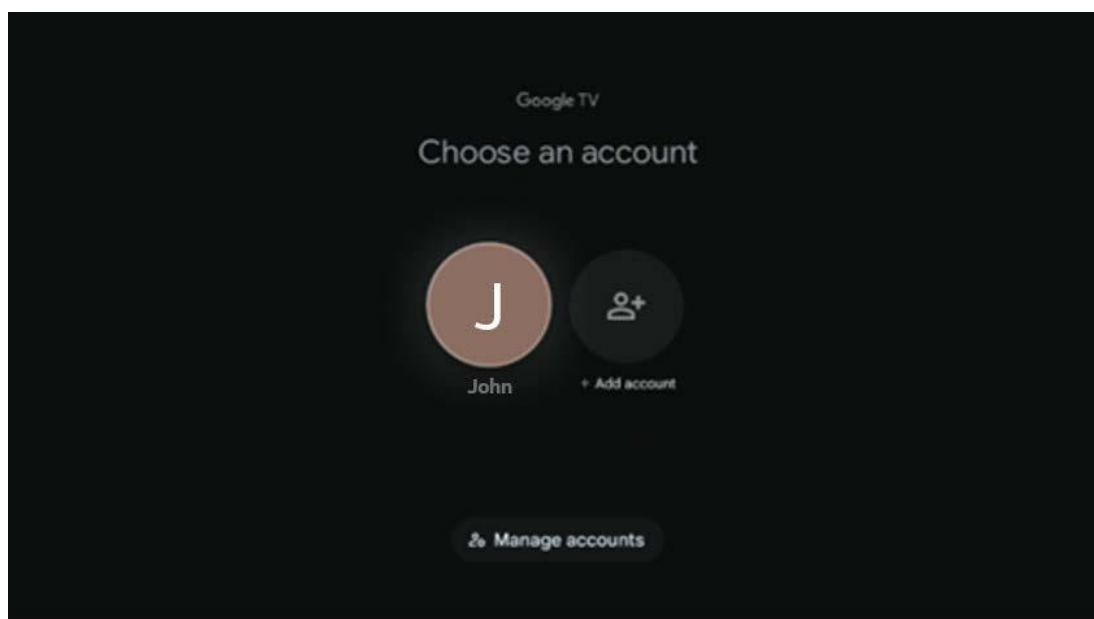 Google TV
Choose an account
J
John
+ Add account
Manage accounts